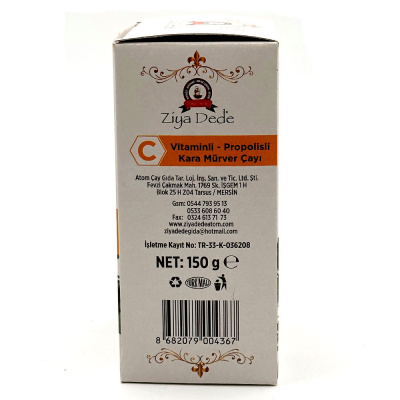 Ziya Dede
C
Vitaminli - Propolisli
Kara Mürver Çayı
Atom Çay Gıda Tar. Loj. İnş. San. ve Tic. Ltd. Şti.
Fevzi Çakmak Mah. 1769 Sk. İŞGEM 1 H
Blok 25 H Z04 Tarsus / MERSİN
Gsm: 0544 793 95 13
0533 608 60 40
Fax: 0324 613 71 73
www.ziyadedeatom.com
ziyadedegida@hotmail.com
İşletme Kayıt No: TR-33-K-036208
NET: 150 g e
TÜRK MALI
8 682079 004367